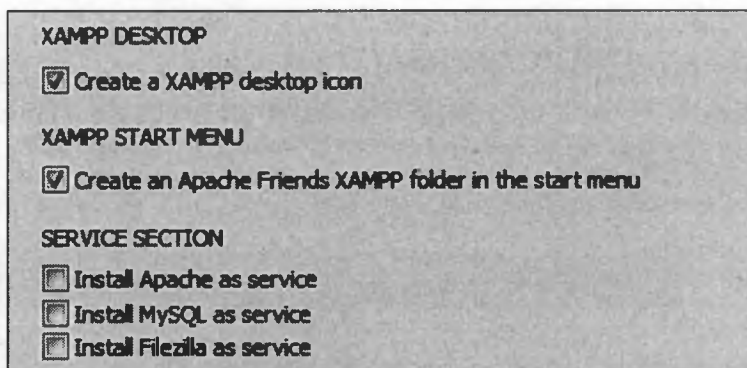 XAMPP DESKTOP
Create a XAMPP desktop icon
XAMPP START MENU
Create an Apache Friends XAMPP folder in the start menu
SERVICE SECTION
Install Apache as service
Install MySQL as service
Install Filezilla as service